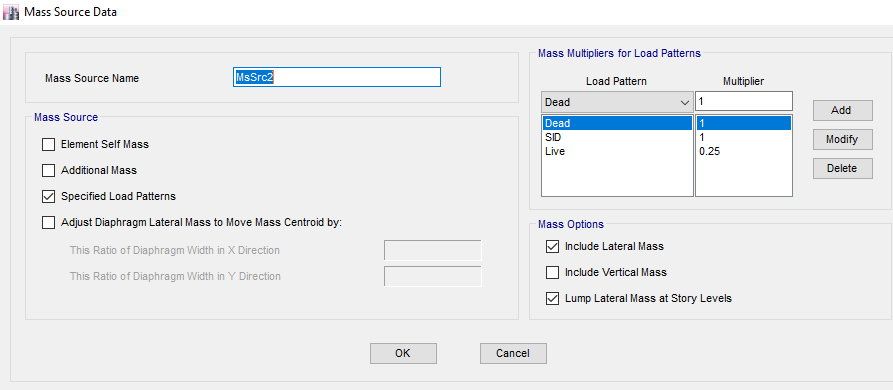 Mass Source Data
Mass Source Name
MsSrc2
Mass Source
Element Self Mass
Additional Mass
Specified Load Patterns
Adjust Diaphragm Lateral Mass to Move Mass Centroid by:
This Ratio of Diaphragm Width in X Direction
This Ratio of Diaphragm Width in Y Direction
Mass Multipliers for Load Patterns
Load Pattern Multiplier
Dead 1
Dead 1
SID 1
Live 0.25
Add
Modify
Delete
Mass Options
Include Lateral Mass
Include Vertical Mass
Lump Lateral Mass at Story Levels
OK Cancel